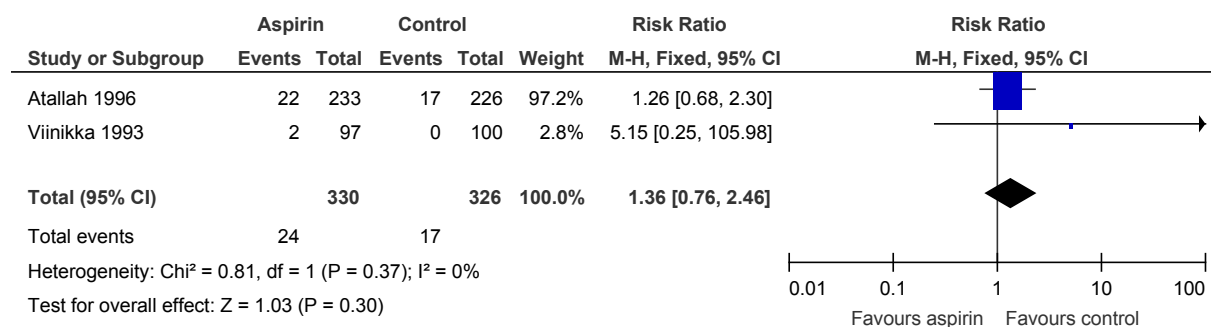 Aspirin Control Risk Ratio Risk Ratio
Study or Subgroup Events Total Events Total Weight M-H, Fixed, 95% CI M-H, Fixed, 95% CI
Atallah 1996 22 233 17 226 97.2% 1.26 [0.68, 2.30]
Viinikka 1993 2 97 0 100 2.8% 5.15 [0.25, 105.98]
Total (95% CI) 330 326 100.0% 1.36 [0.76, 2.46]
Total events 24 17
Heterogeneity: Chi² = 0.81, df = 1 (P = 0.37); I² = 0%
Test for overall effect: Z = 1.03 (P = 0.30)
0.01 0.1 1 10 100
Favours aspirin Favours control